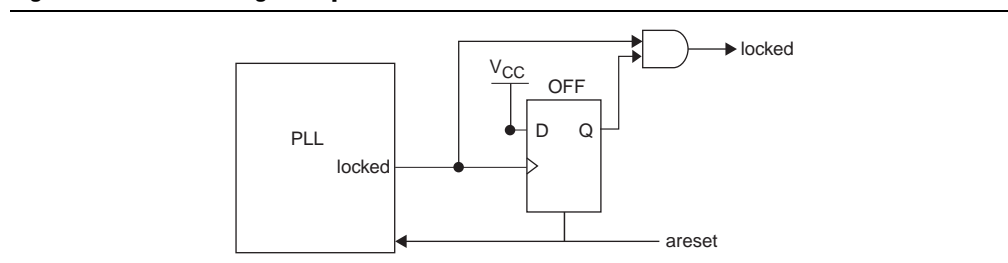 locked
VCC
OFF
D Q
PLL
locked
areset